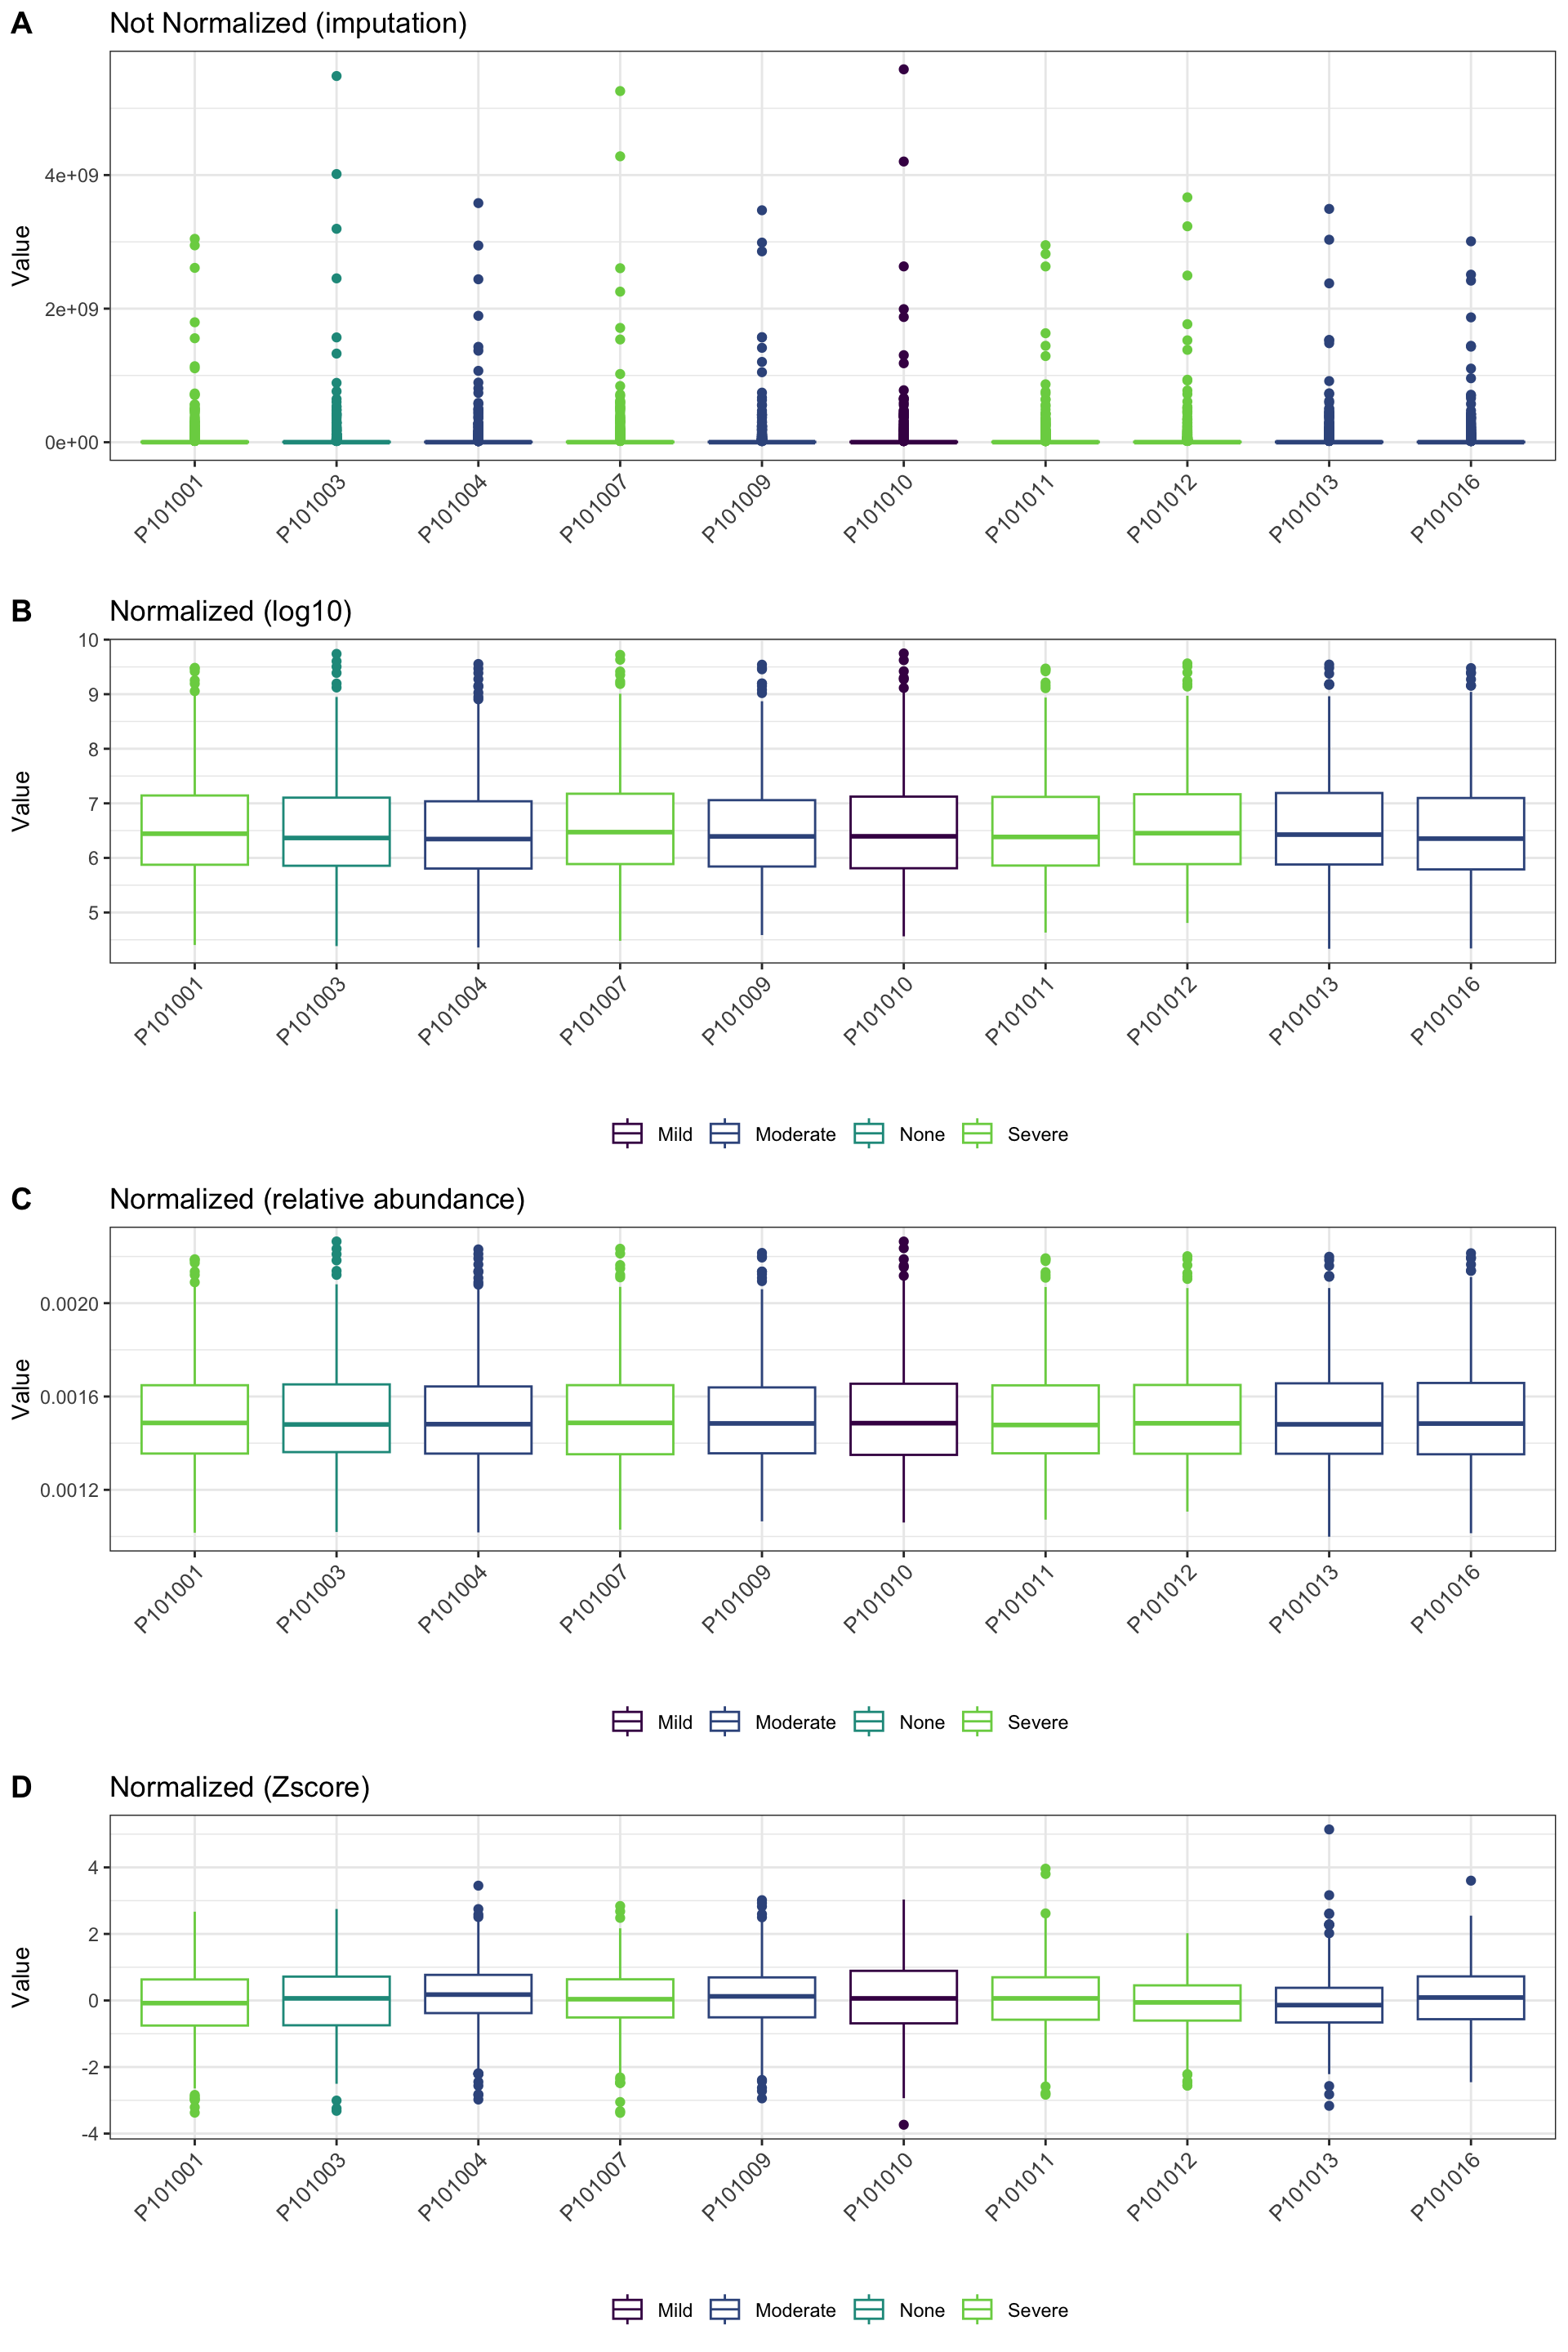 A Not Normalized (imputation)
Value
4e+09
2e+09
0e+00
P101001 P101003 P101004 P101007 P101009 P101010 P101011 P101012 P101013 P101016
B Normalized (log10)
Value
10
9
8
7
6
5
P101001 P101003 P101004 P101007 P101009 P101010 P101011 P101012 P101013 P101016
Mild Moderate None Severe
C Normalized (relative abundance)
Value
0.0020
0.0016
0.0012
P101001 P101003 P101004 P101007 P101009 P101010 P101011 P101012 P101013 P101016
Mild Moderate None Severe
D Normalized (Zscore)
Value
4
2
0
-2
-4
P101001 P101003 P101004 P101007 P101009 P101010 P101011 P101012 P101013 P101016
Mild Moderate None Severe